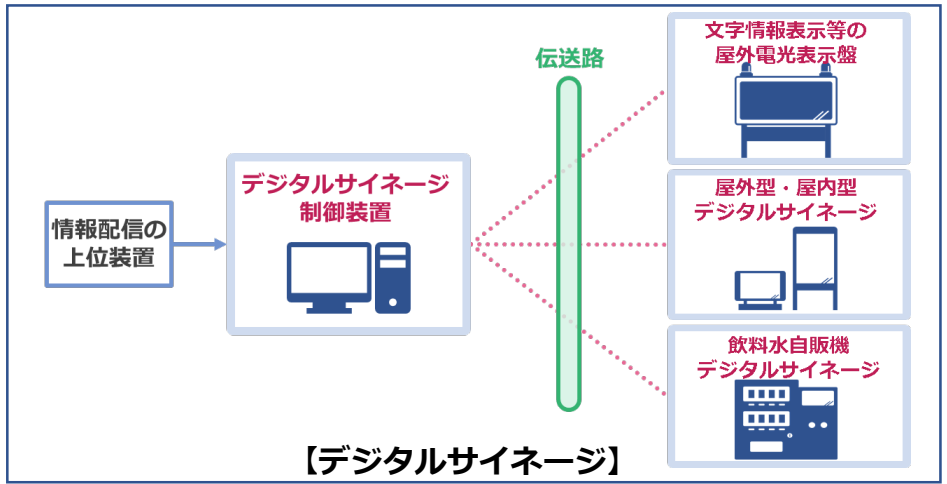 情報配信の
上位装置
デジタルサイネージ
制御装置
伝送路
文字情報表示等の
屋外電光表示盤
屋外型・屋内型
デジタルサイネージ
飲料水自販機
デジタルサイネージ
【デジタルサイネージ】